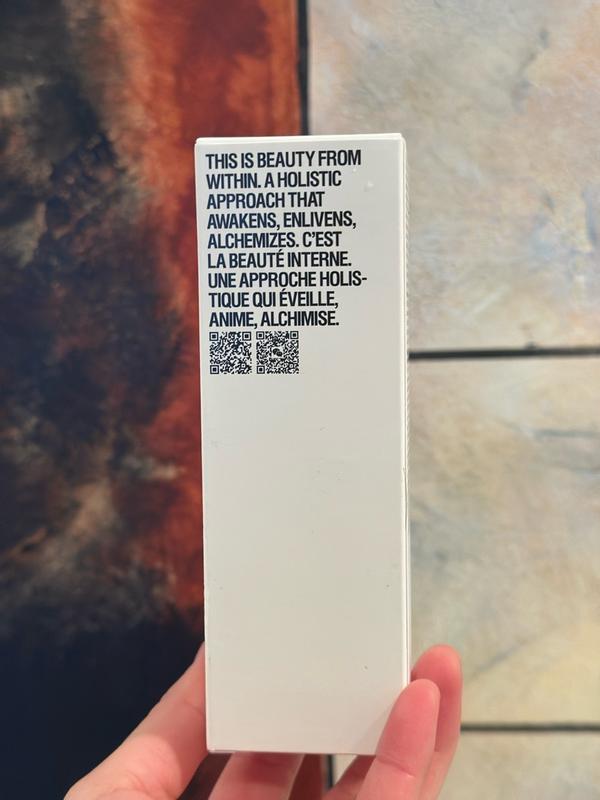 THIS IS BEAUTY FROM
WITHIN. A HOLISTIC
APPROACH THAT
AWAKENS, ENLIVENS,
ALCHEMIZES. C'EST
LA BEAUTÉ INTERNE.
UNE APPROCHE HOLIS-
TIQUE QUI ÉVEILLE,
ANIME, ALCHIMISE.